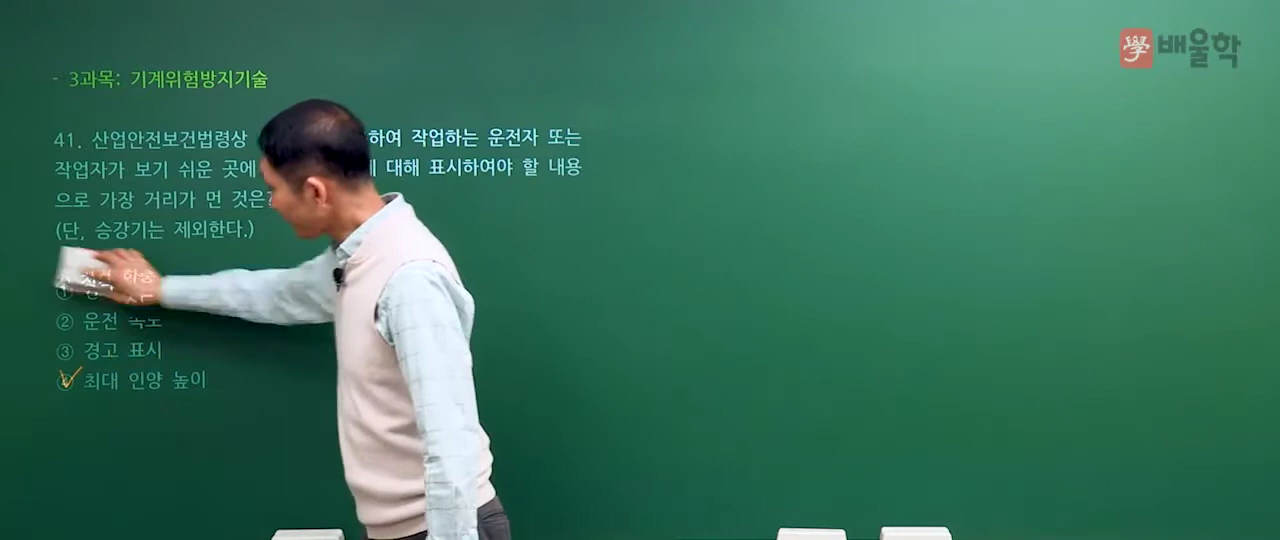 學 배울학
- 3과목: 기계위험방지기술
41. 산업안전보건법령상 하여 작업하는 운전자 또는
작업자가 보기 쉬운 곳에 대해 표시하여야 할 내용
으로 가장 거리가 먼 것은?
(단, 승강기는 제외한다.)
①
② 운전 속도
③ 경고 표시
④ 최대 인양 높이